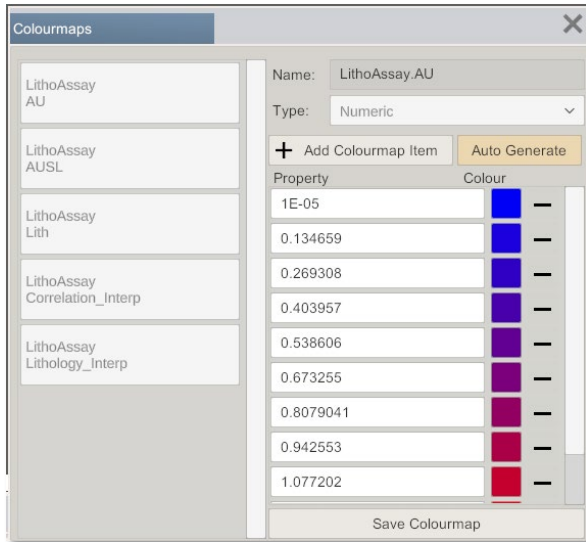 Colourmaps
LithoAssay
AU
LithoAssay
AUSL
LithoAssay
Lith
LithoAssay
Correlation_Interp
LithoAssay
Lithology_Interp
Name: LithoAssay.AU
Type: Numeric
+ Add Colourmap Item Auto Generate
Property Colour
1E-05
0.134659
0.269308
0.403957
0.538606
0.673255
0.8079041
0.942553
1.077202
Save Colourmap